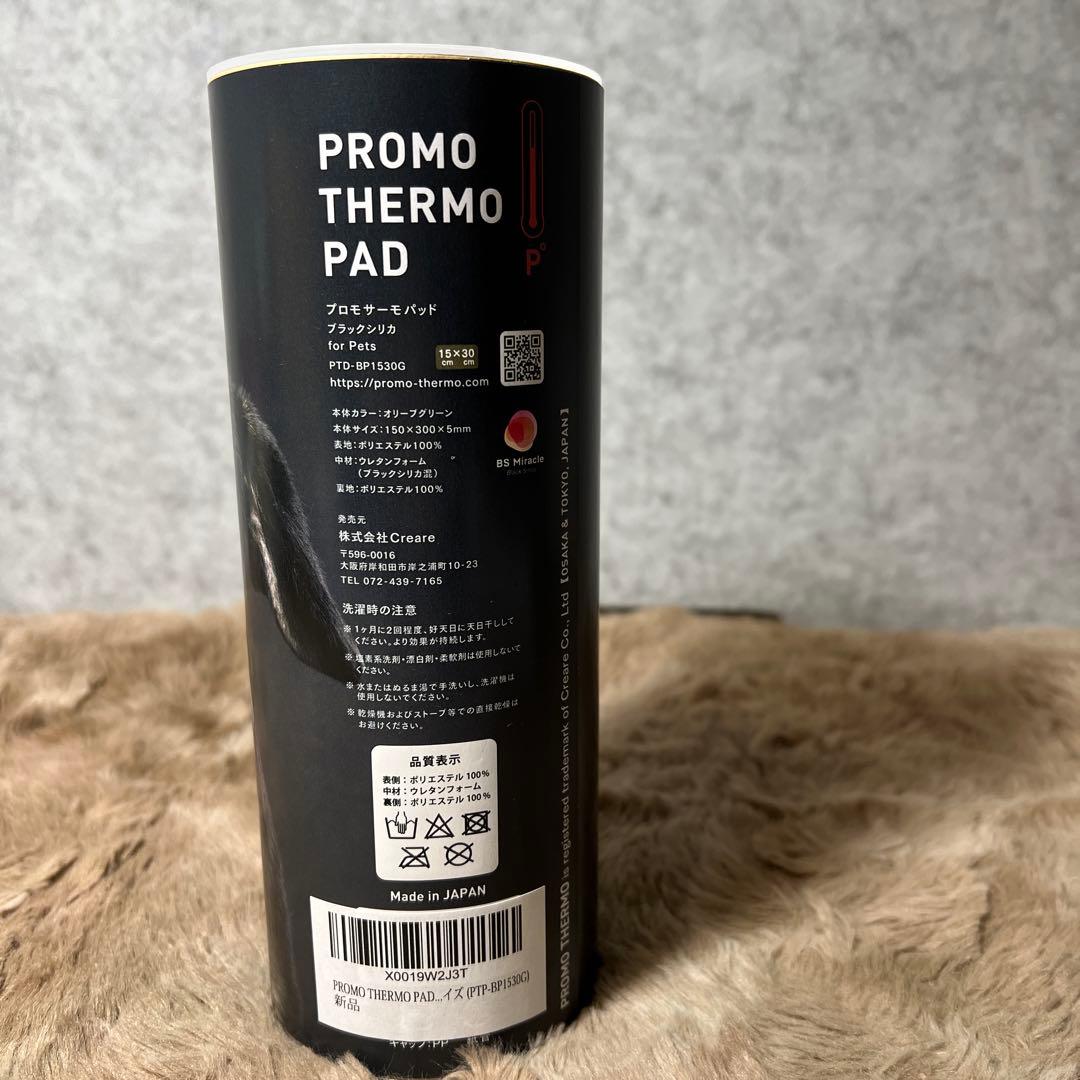 PROMO
THERMO
PAD
P°
プロモサーモパッド
ブラックシリカ
for Pets
PTD-BP1530G
15×30
cm cm
https://promo-thermo.com
本体カラー：オリーブグリーン
本体サイズ：150×300×5mm
表地：ポリエステル100%
中材：ウレタンフォーム
（ブラックシリカ混）
裏地：ポリエステル100%
BS Miracle
Black Silica
発売元
株式会社Creare
〒596-0016
大阪府岸和田市岸之浦町10-23
TEL 072-439-7165
洗濯時の注意
※1ヶ月に2回程度、好天日に天日干しして
ください。より効果が持続します。
※塩素系洗剤・漂白剤・柔軟剤は使用しないで
ください。
※水またはぬるま湯で手洗いし、洗濯機は
使用しないでください。
※乾燥機およびストーブ等での直接乾燥は
お避けください。
品質表示
表側：ポリエステル100%
中材：ウレタンフォーム
裏側：ポリエステル100%
Made in JAPAN
X0019W2J3T
PROMO THERMO PAD...イズ (PTP-BP1530G)
新品
キャップ：PP
PROMO THERMO is registered trademark of Creare Co., Ltd【OSAKA & TOKYO, JAPAN】